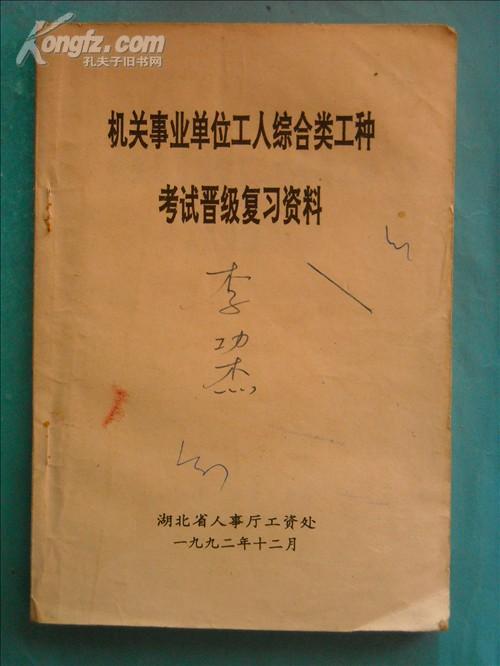 Kongfz.com
孔夫子旧书网
机关事业单位工人综合类工种
考试晋级复习资料
李
功
杰
湖北省人事厅工资处
一九九二年十二月